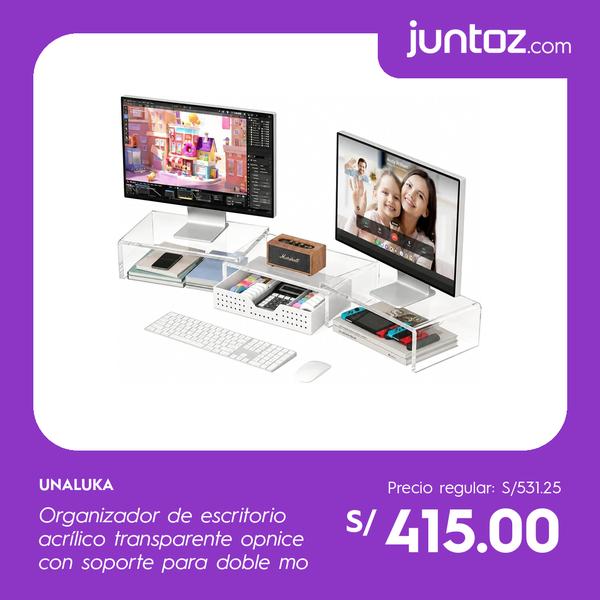 juntoz.com
Marshall
UNALUKA
Organizador de escritorio
acrílico transparente opnice
con soporte para doble mo
Precio regular: S/531.25
S/ 415.00